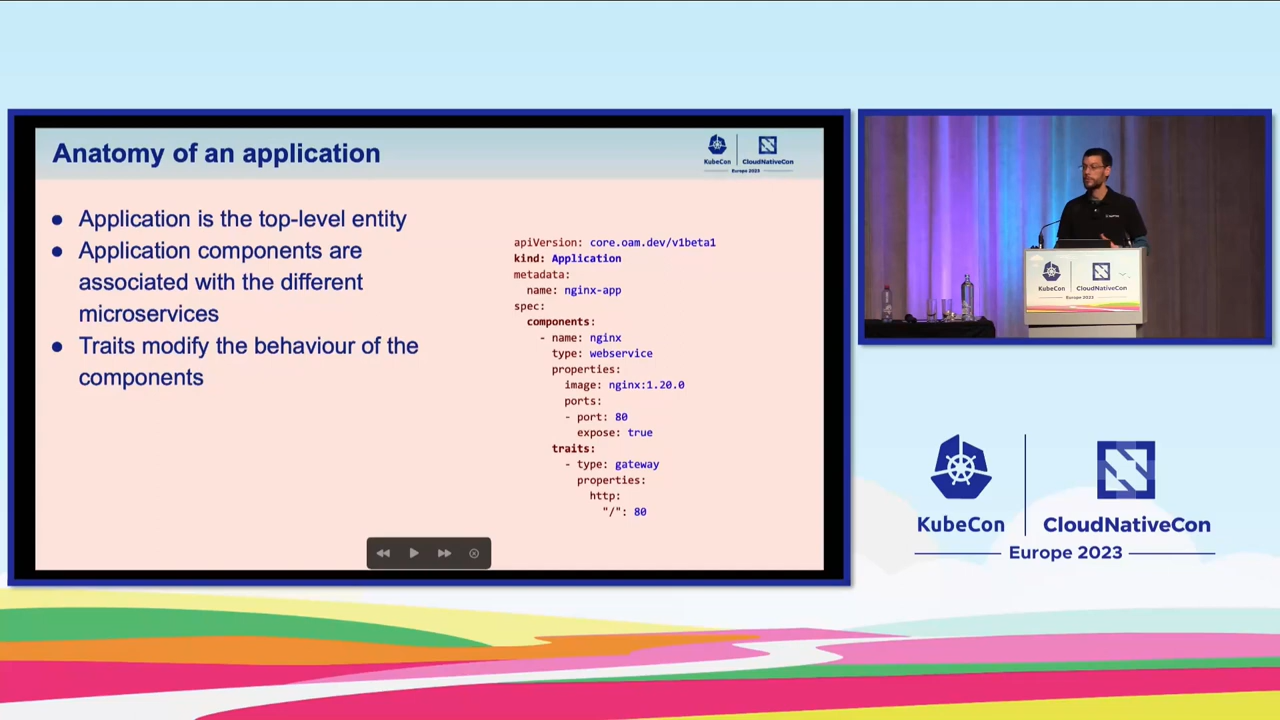 Anatomy of an application
KubeCon
CloudNativeCon
Europe 2023
● Application is the top-level entity
● Application components are
associated with the different
microservices
● Traits modify the behaviour of the
components
apiVersion: core.oam.dev/v1beta1
kind: Application
metadata:
name: nginx-app
spec:
components:
- name: nginx
type: webservice
properties:
image: nginx:1.20.0
ports:
- port: 80
expose: true
traits:
- type: gateway
properties:
http:
"/": 80
KubeCon
CloudNativeCon
Europe 2023
KubeCon
CloudNativeCon
Europe 2023